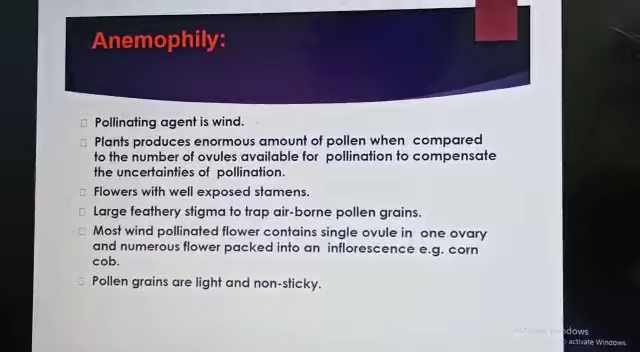 Anemophily:
Pollinating agent is wind.
Plants produces enormous amount of pollen when compared
to the number of ovules available for pollination to compensate
the uncertainties of pollination.
Flowers with well exposed stamens.
Large feathery stigma to trap air-borne pollen grains.
Most wind pollinated flower contains single ovule in one ovary
and numerous flower packed into an inflorescence e.g. corn
cob.
Pollen grains are light and non-sticky.
Activate Windows
activate Windows.